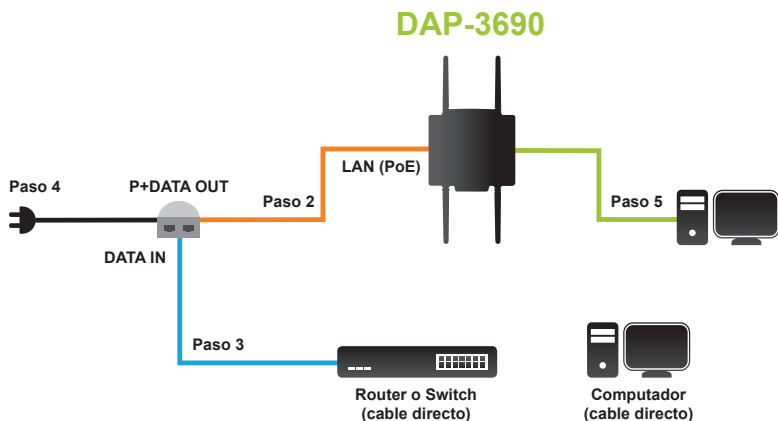 DAP-3690
LAN (PoE)
Paso 4
P+DATA OUT
Paso 2
Paso 5
DATA IN
Paso 3
Router o Switch
(cable directo)
Computador
(cable directo)